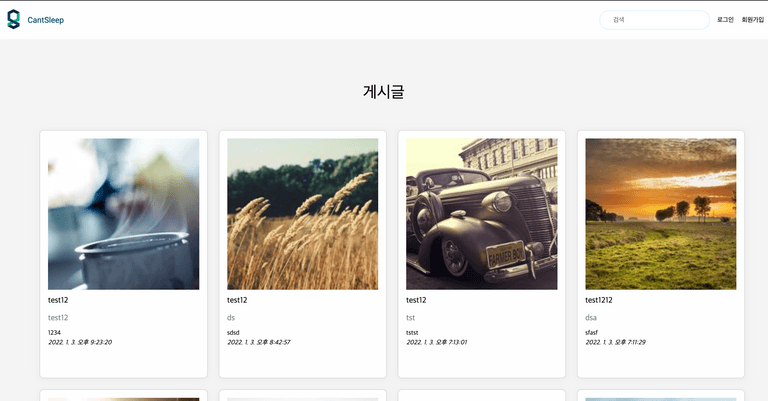 CantSleep
검색
로그인
회원가입
게시글
FARMER BOY
test12
test12
1234
2022. 1. 3. 오후 9:23:20
test12
ds
sdsd
2022. 1. 3. 오후 8:42:57
test12
tst
tstst
2022. 1. 3. 오후 7:13:01
test1212
dsa
sfasf
2022. 1. 3. 오후 7:11:29